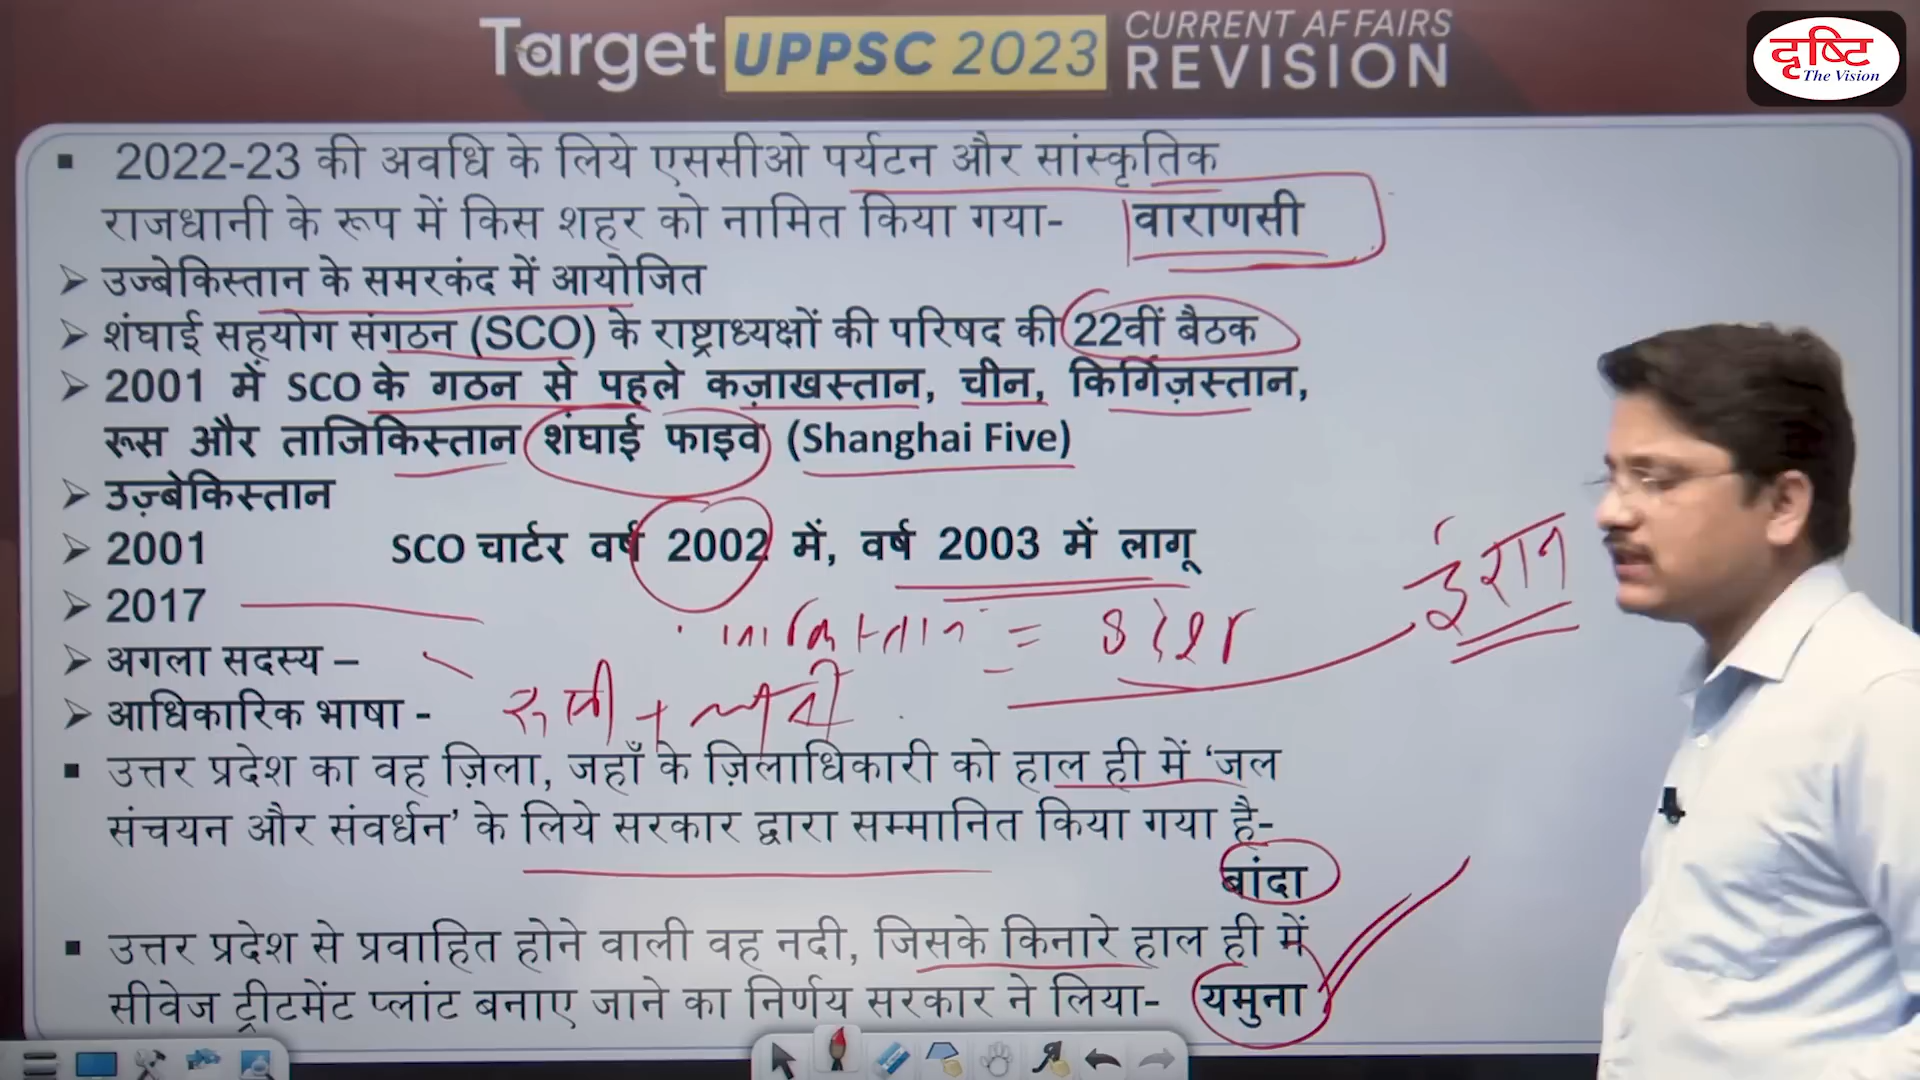 Target UPPSC 2023 CURRENT AFFAIRS REVISION
दृष्टि
The Vision
▪ 2022-23 की अवधि के लिये एससीओ पर्यटन और सांस्कृतिक
राजधानी के रूप में किस शहर को नामित किया गया- वाराणसी
➤ उज्बेकिस्तान के समरकंद में आयोजित
➤ शंघाई सहयोग संगठन (SCO) के राष्ट्राध्यक्षों की परिषद की 22वीं बैठक
➤ 2001 में SCO के गठन से पहले कज़ाखस्तान, चीन, किर्गिज़स्तान,
रूस और ताजिकिस्तान शंघाई फाइव (Shanghai Five)
➤ उज़्बेकिस्तान
➤ 2001 SCO चार्टर वर्ष 2002 में, वर्ष 2003 में लागू
➤ 2017
ईरान
➤ अगला सदस्य –
➤ आधिकारिक भाषा -
▪ उत्तर प्रदेश का वह ज़िला, जहाँ के ज़िलाधिकारी को हाल ही में ‘जल
संचयन और संवर्धन’ के लिये सरकार द्वारा सम्मानित किया गया है-
बांदा
▪ उत्तर प्रदेश से प्रवाहित होने वाली वह नदी, जिसके किनारे हाल ही में
सीवेज ट्रीटमेंट प्लांट बनाए जाने का निर्णय सरकार ने लिया- यमुना